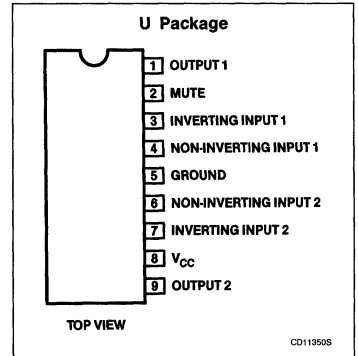 U Package
1 OUTPUT 1
2 MUTE
3 INVERTING INPUT 1
4 NON-INVERTING INPUT 1
5 GROUND
6 NON-INVERTING INPUT 2
7 INVERTING INPUT 2
8 VCC
9 OUTPUT 2
TOP VIEW
CD11350S